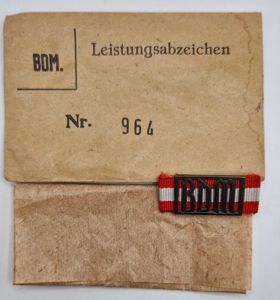 BDM. Leistungsabzeichen
Nr. 964
BDM